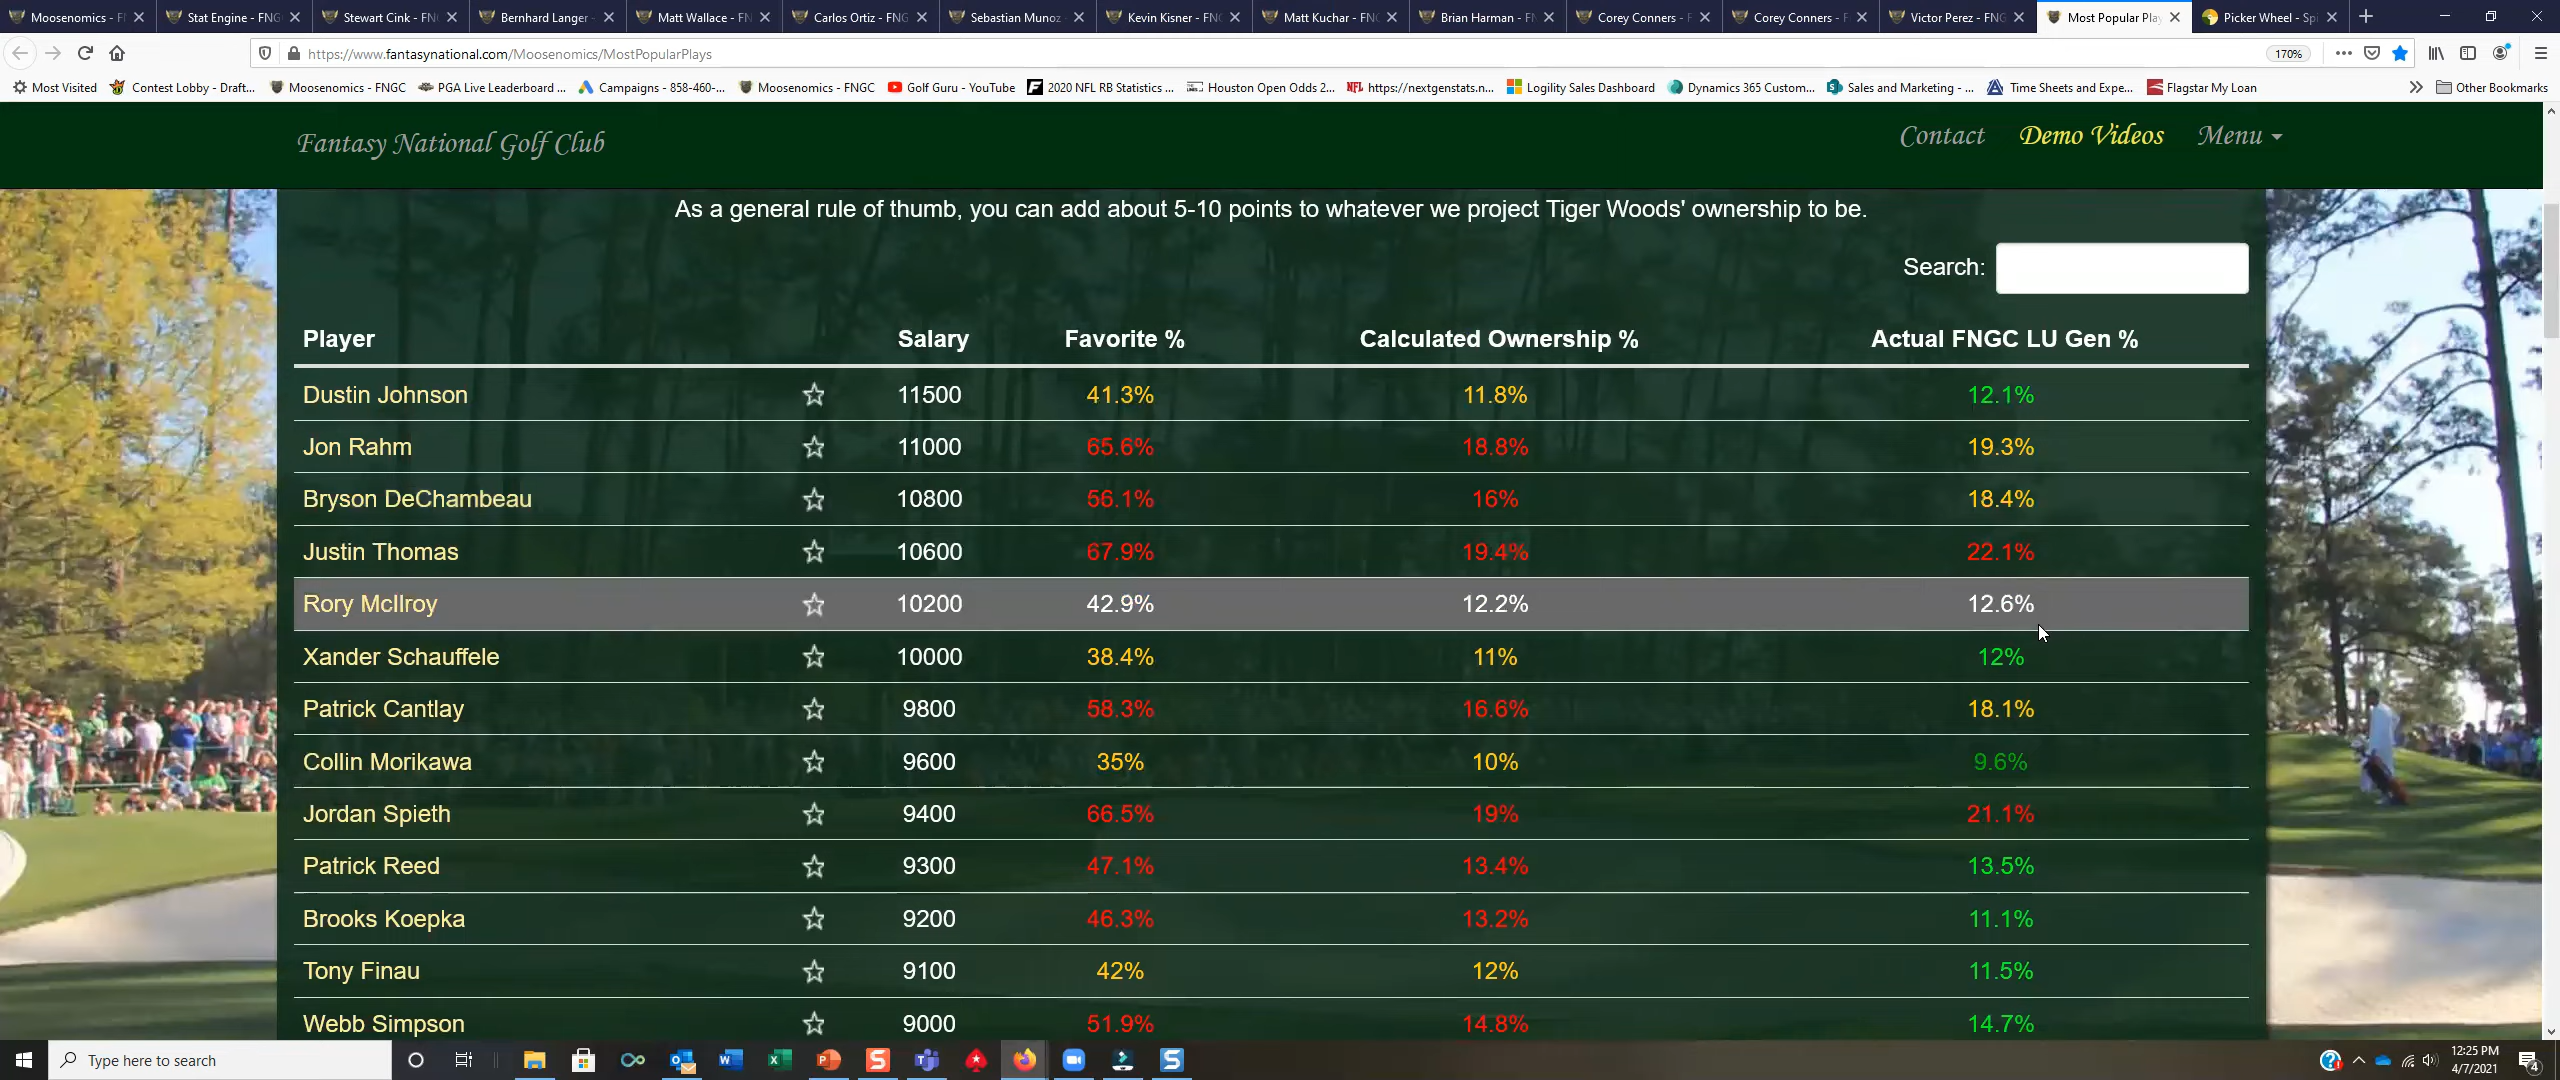 Moosenomics - F
Stat Engine - FNG
Stewart Cink - FN
Bernhard Langer -
Matt Wallace - FN
Carlos Ortiz - FNG
Sebastian Munoz -
Kevin Kisner - FNG
Matt Kuchar - FNG
Brian Harman - FN
Corey Conners - F
Corey Conners - F
Victor Perez - FNG
Most Popular Pla
Picker Wheel - Spi
https://www.fantasynational.com/Moosenomics/MostPopularPlays
170%
Most Visited
Contest Lobby - Draft...
Moosenomics - FNGC
PGA Live Leaderboard ...
Campaigns - 858-460-...
Moosenomics - FNGC
Golf Guru - YouTube
2020 NFL RB Statistics ...
Houston Open Odds 2...
https://nextgenstats.n...
Logility Sales Dashboard
Dynamics 365 Custom...
Sales and Marketing - ...
Time Sheets and Expe...
Flagstar My Loan
Other Bookmarks
Fantasy National Golf Club
Contact Demo Videos Menu
As a general rule of thumb, you can add about 5-10 points to whatever we project Tiger Woods' ownership to be.
Search:
Player Salary Favorite % Calculated Ownership % Actual FNGC LU Gen %
Dustin Johnson 11500 41.3% 11.8% 12.1%
Jon Rahm 11000 65.6% 18.8% 19.3%
Bryson DeChambeau 10800 56.1% 16% 18.4%
Justin Thomas 10600 67.9% 19.4% 22.1%
Rory McIlroy 10200 42.9% 12.2% 12.6%
Xander Schauffele 10000 38.4% 11% 12%
Patrick Cantlay 9800 58.3% 16.6% 18.1%
Collin Morikawa 9600 35% 10% 9.6%
Jordan Spieth 9400 66.5% 19% 21.1%
Patrick Reed 9300 47.1% 13.4% 13.5%
Brooks Koepka 9200 46.3% 13.2% 11.1%
Tony Finau 9100 42% 12% 11.5%
Webb Simpson 9000 51.9% 14.8% 14.7%
Type here to search
12:25 PM
4/7/2021
4